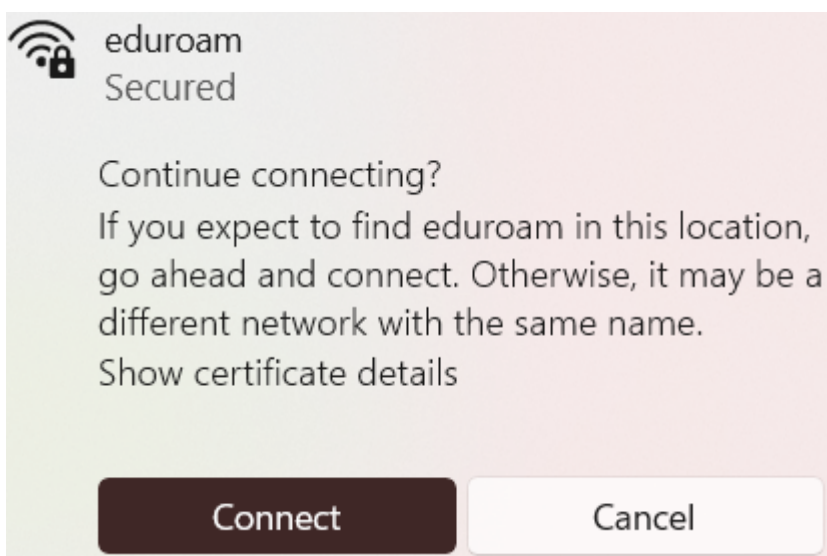 eduroam
Secured
Continue connecting?
If you expect to find eduroam in this location,
go ahead and connect. Otherwise, it may be a
different network with the same name.
Show certificate details
Connect
Cancel